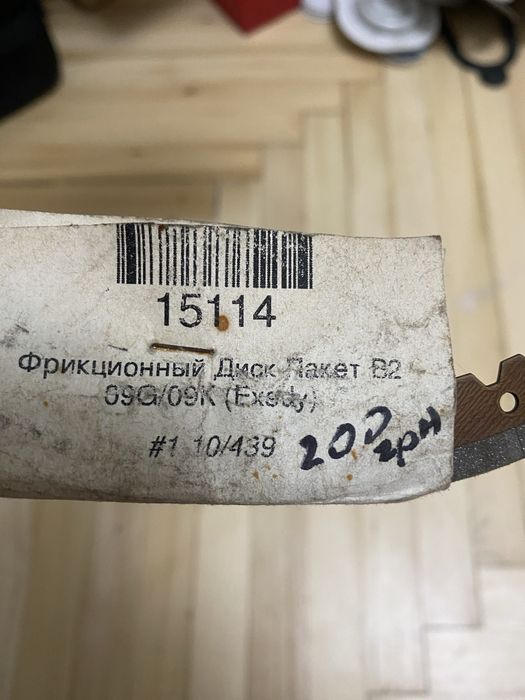 15114
Фрикционный Диск Пакет B2
09G/09K (Exedy)
#1 10/439
200 грн